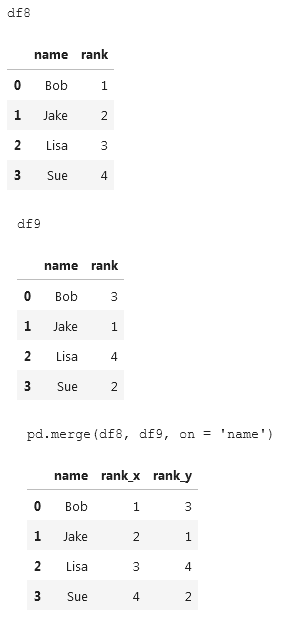 df8
name rank
0 Bob 1
1 Jake 2
2 Lisa 3
3 Sue 4
df9
name rank
0 Bob 3
1 Jake 1
2 Lisa 4
3 Sue 2
pd.merge(df8, df9, on = 'name')
name rank_x rank_y
0 Bob 1 3
1 Jake 2 1
2 Lisa 3 4
3 Sue 4 2